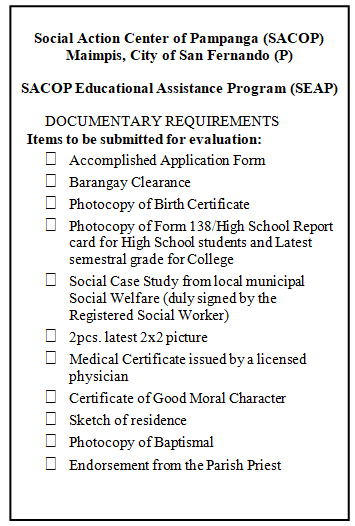 Social Action Center of Pampanga (SACOP)
Maimpis, City of San Fernando (P)
SACOP Educational Assistance Program (SEAP)
DOCUMENTARY REQUIREMENTS
Items to be submitted for evaluation:
☐ Accomplished Application Form
☐ Barangay Clearance
☐ Photocopy of Birth Certificate
☐ Photocopy of Form 138/High School Report
card for High School students and Latest
semestral grade for College
☐ Social Case Study from local municipal
Social Welfare (duly signed by the
Registered Social Worker)
☐ 2pcs. latest 2x2 picture
☐ Medical Certificate issued by a licensed
physician
☐ Certificate of Good Moral Character
☐ Sketch of residence
☐ Photocopy of Baptismal
☐ Endorsement from the Parish Priest